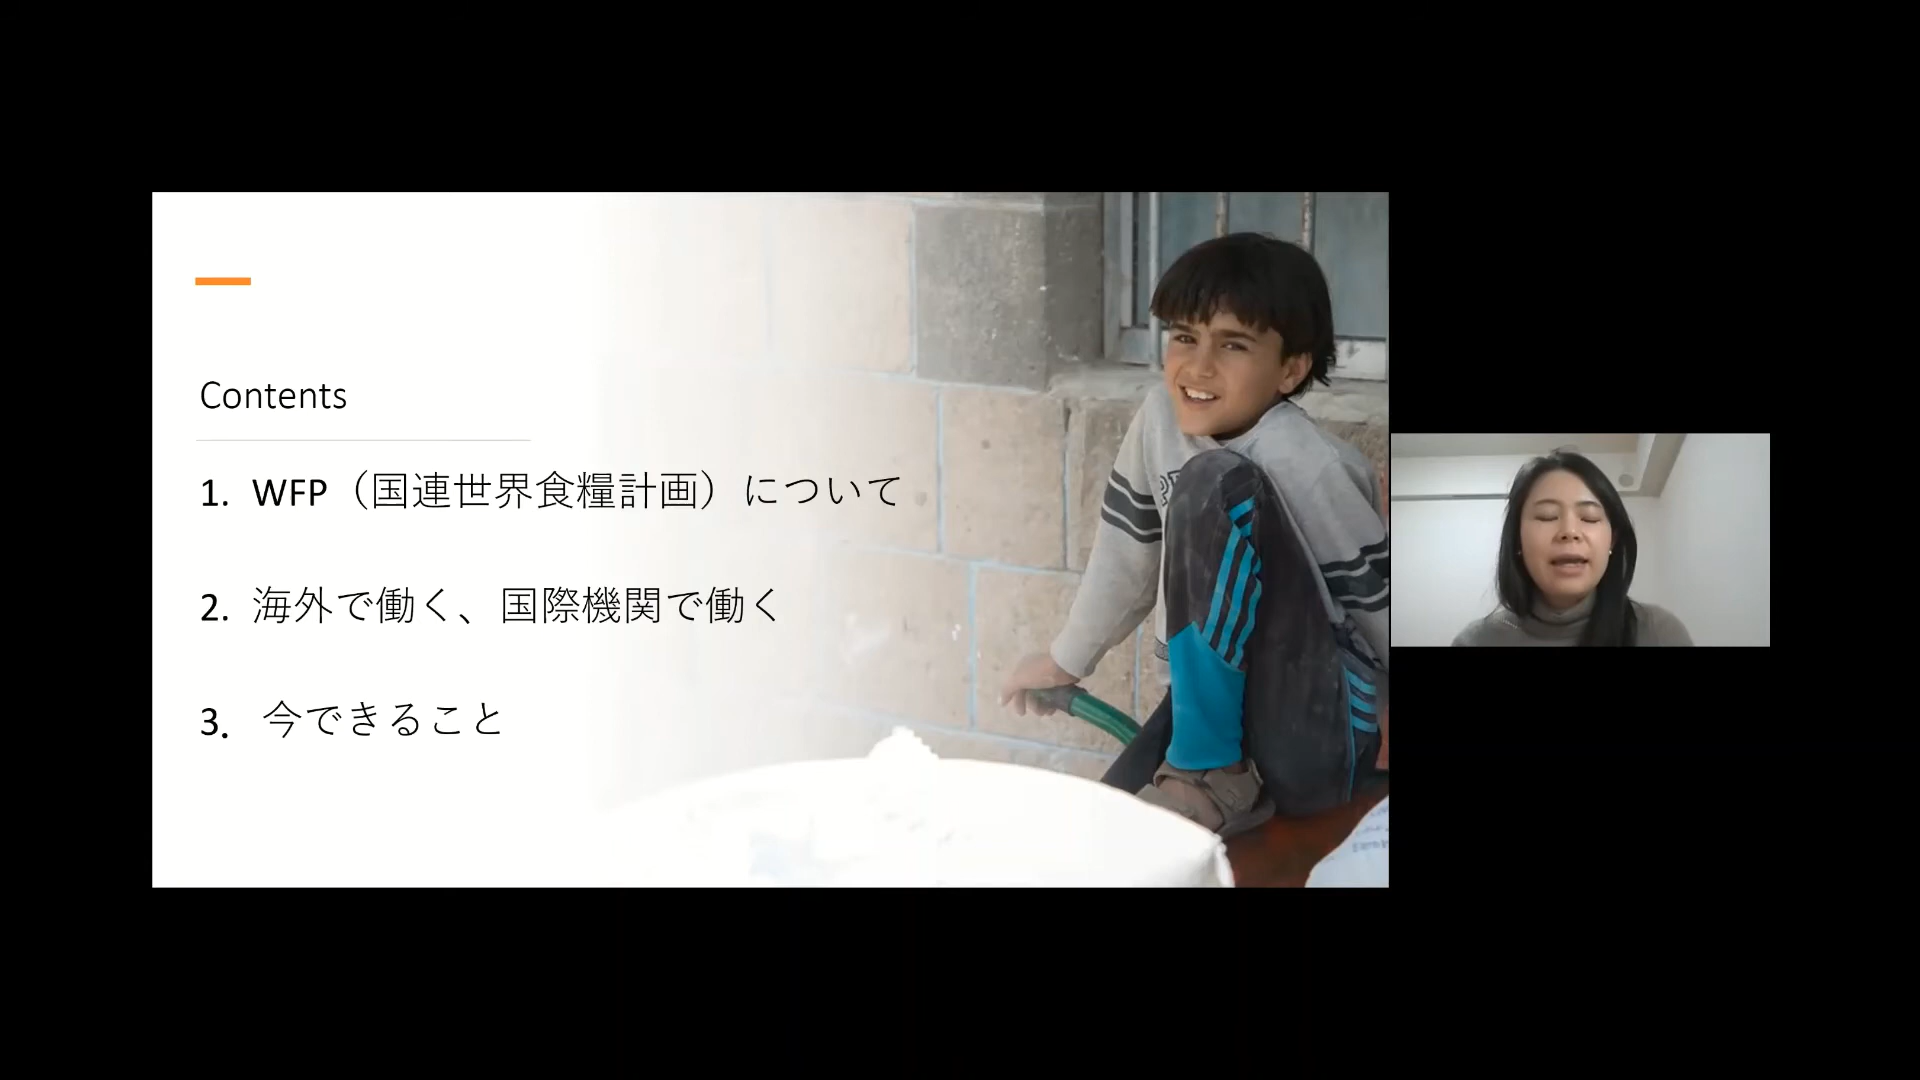 Contents
1. WFP（国連世界食糧計画）について
2. 海外で働く、国際機関で働く
3. 今できること